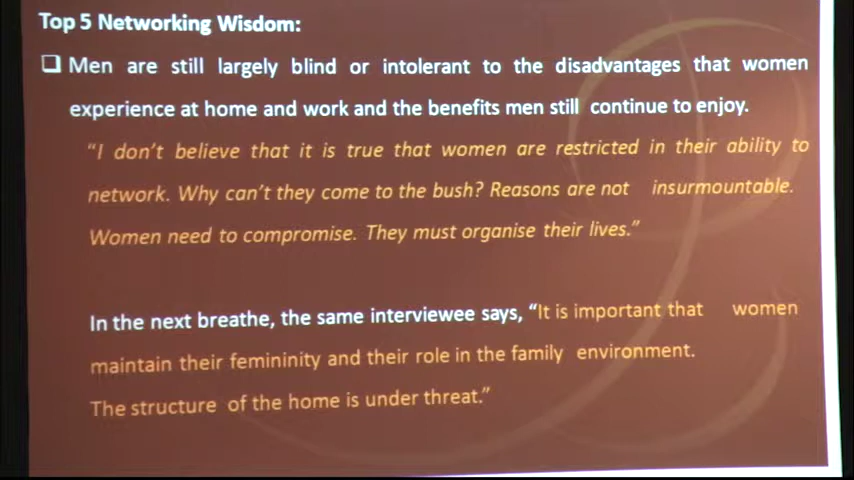 Top 5 Networking Wisdom:
❑ Men are still largely blind or intolerant to the disadvantages that women
experience at home and work and the benefits men still continue to enjoy.
"I don't believe that it is true that women are restricted in their ability to
network. Why can't they come to the bush? Reasons are not insurmountable.
Women need to compromise. They must organise their lives."
In the next breathe, the same interviewee says, "It is important that women
maintain their femininity and their role in the family environment.
The structure of the home is under threat."